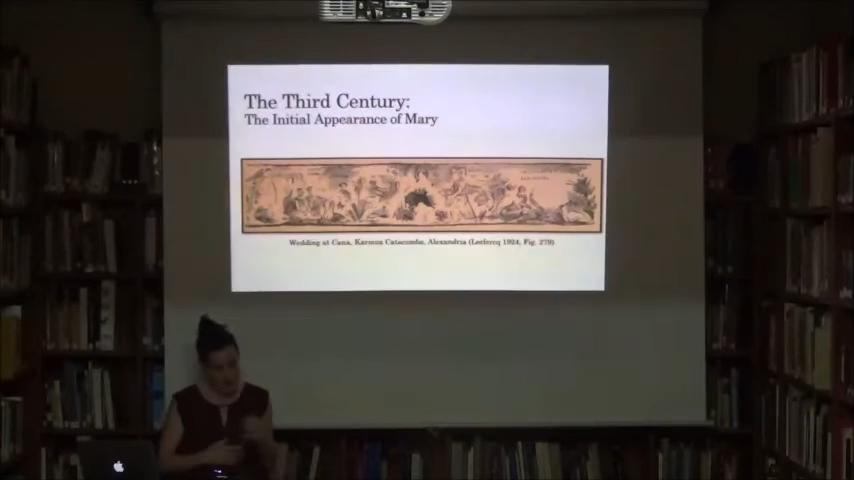 The Third Century:
The Initial Appearance of Mary
Wedding at Cana, Karmuz Catacombs, Alexandria (Leclercq 1924, Fig. 279)